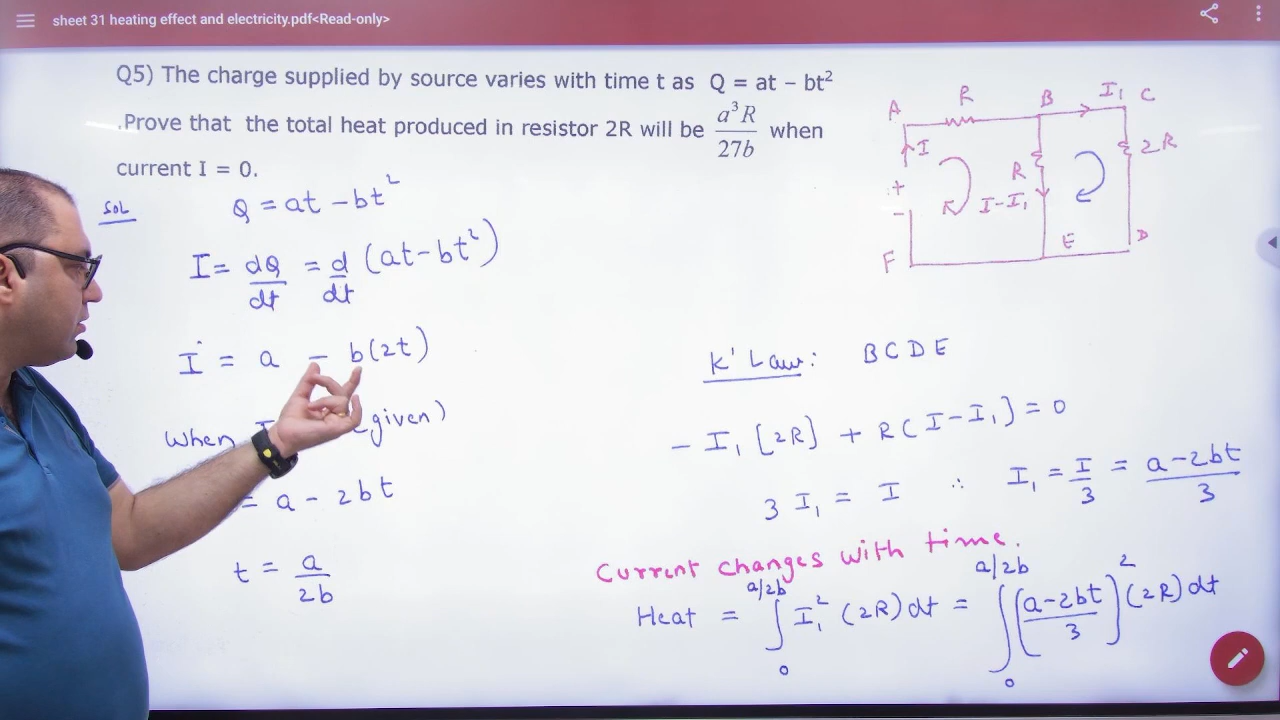 sheet 31 heating effect and electricity.pdf<Read-only>
Q5) The charge supplied by source varies with time t as Q = at – bt²
.Prove that the total heat produced in resistor 2R will be a³R/27b when
current I = 0.
SOL
Q = at – bt²
I = dQ/dt = d/dt (at – bt²)
I = a – b(2t)
When given)
= a – 2bt
t = a/2b
A R B I₁ C
I
R
2R
+
–
I–I₁
F E D
K' Law: BCDE
– I₁ [2R] + R(I–I₁) = 0
3 I₁ = I ∴ I₁ = I/3 = a–2bt/3
Current changes with time.
Heat = ∫₀^(a/2b) I₁² (2R) dt = ∫₀^(a/2b) (a–2bt/3)² (2R) dt